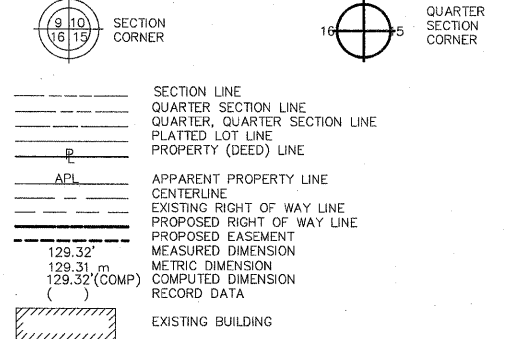 9 10
16 15
SECTION
CORNER
16 15
QUARTER
SECTION
CORNER
SECTION LINE
QUARTER SECTION LINE
QUARTER, QUARTER SECTION LINE
PLATTED LOT LINE
PL PROPERTY (DEED) LINE
APL APPARENT PROPERTY LINE
CENTERLINE
EXISTING RIGHT OF WAY LINE
PROPOSED RIGHT OF WAY LINE
PROPOSED EASEMENT
129.32' MEASURED DIMENSION
129.31 m METRIC DIMENSION
129.32'(COMP) COMPUTED DIMENSION
( ) RECORD DATA
EXISTING BUILDING